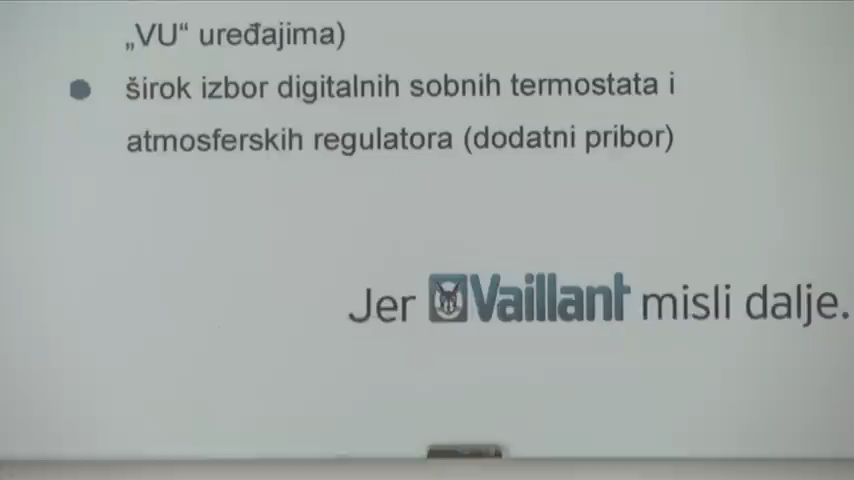 „VU“ uređajima)
širok izbor digitalnih sobnih termostata i
atmosferskih regulatora (dodatni pribor)
Jer Vaillant misli dalje.